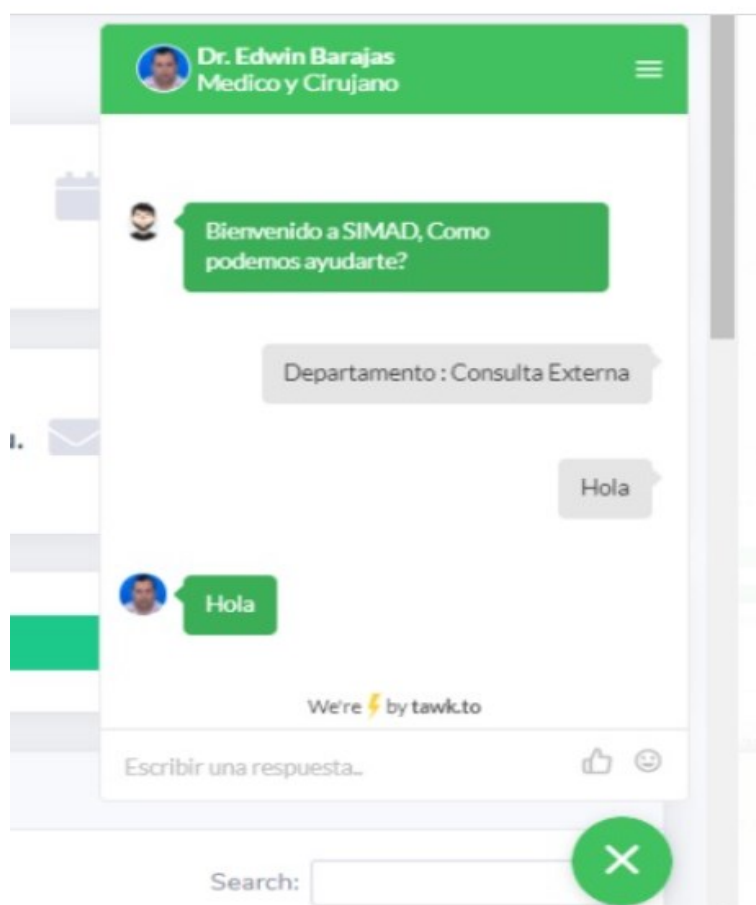 Dr. Edwin Barajas
Medico y Cirujano
Bienvenido a SIMAD, Como
podemos ayudarte?
Departamento : Consulta Externa
Hola
Hola
We're by tawk.to
Escribir una respuesta..
Search: